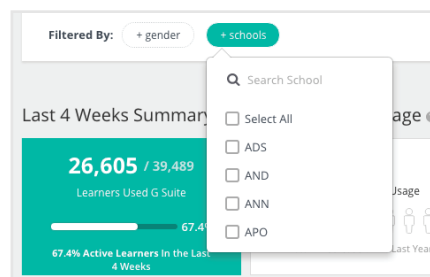 Filtered By: + gender + schools
Search School
Last 4 Weeks Summary
Select All
ADS
AND
ANN
APO
26,605 / 39,489
Learners Used G Suite
67.4%
67.4% Active Learners In the Last
4 Weeks
age
Usage
Last Year